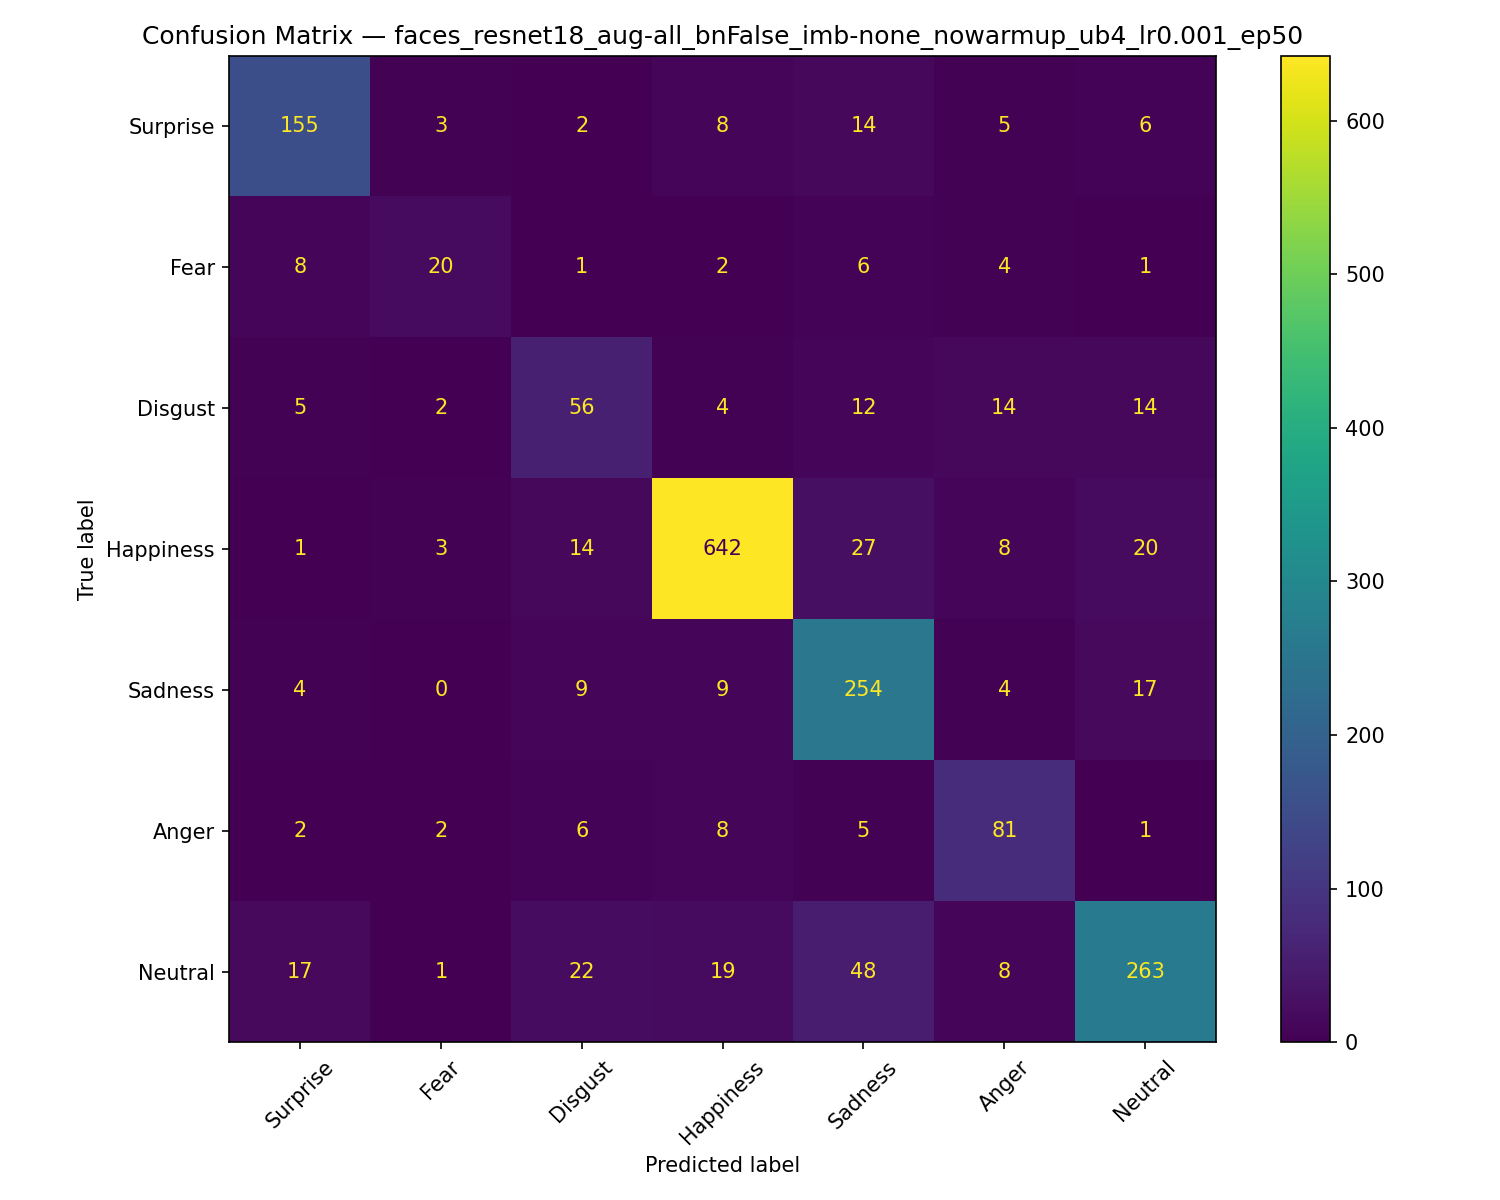 Confusion Matrix — faces_resnet18_aug-all_bnFalse_imb-none_nowarmup_ub4_lr0.001_ep50
True label
Surprise 155 3 2 8 14 5 6
Fear 8 20 1 2 6 4 1
Disgust 5 2 56 4 12 14 14
Happiness 1 3 14 642 27 8 20
Sadness 4 0 9 9 254 4 17
Anger 2 2 6 8 5 81 1
Neutral 17 1 22 19 48 8 263
Surprise Fear Disgust Happiness Sadness Anger Neutral
Predicted label
600
500
400
300
200
100
0